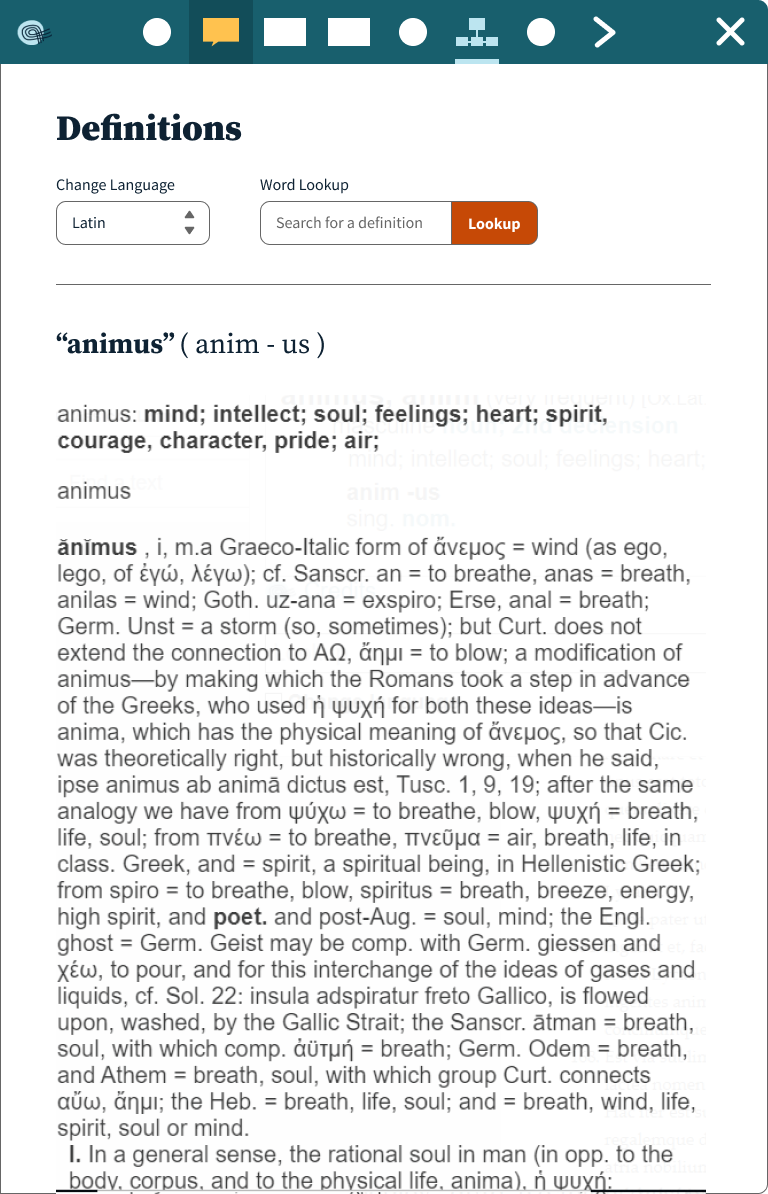 Definitions
Change Language
Word Lookup
Latin
Search for a definition
Lookup
“animus” ( anim - us )
animus: mind; intellect; soul; feelings; heart; spirit,
courage, character, pride; air;
animus
ănĭmus , i, m.a Graeco-Italic form of ἄνεμος = wind (as ego,
lego, of ἐγώ, λέγω); cf. Sanscr. an = to breathe, anas = breath,
anilas = wind; Goth. uz-ana = exspiro; Erse, anal = breath;
Germ. Unst = a storm (so, sometimes); but Curt. does not
extend the connection to ΑΩ, ἄημι = to blow; a modification of
animus—by making which the Romans took a step in advance
of the Greeks, who used ἡ ψυχή for both these ideas—is
anima, which has the physical meaning of ἄνεμος, so that Cic.
was theoretically right, but historically wrong, when he said,
ipse animus ab animā dictus est, Tusc. 1, 9, 19; after the same
analogy we have from ψύχω = to breathe, blow, ψυχή = breath,
life, soul; from πνέω = to breathe, πνεῦμα = air, breath, life, in
class. Greek, and = spirit, a spiritual being, in Hellenistic Greek;
from spiro = to breathe, blow, spiritus = breath, breeze, energy,
high spirit, and poet. and post-Aug. = soul, mind; the Engl.
ghost = Germ. Geist may be comp. with Germ. giessen and
χέω, to pour, and for this interchange of the ideas of gases and
liquids, cf. Sol. 22: insula adspiratur freto Gallico, is flowed
upon, washed, by the Gallic Strait; the Sanscr. ātman = breath,
soul, with which comp. ἀϋτμή = breath; Germ. Odem = breath,
and Athem = breath, soul, with which group Curt. connects
αὔω, ἄημι; the Heb. = breath, life, soul; and = breath, wind, life,
spirit, soul or mind.
I. In a general sense, the rational soul in man (in opp. to the
body, corpus, and to the physical life, anima), ἡ ψυχή:
masculine noun, 2nd declension
mind; intellect; soul; feelings; heart;
anim -us
sing. nom.